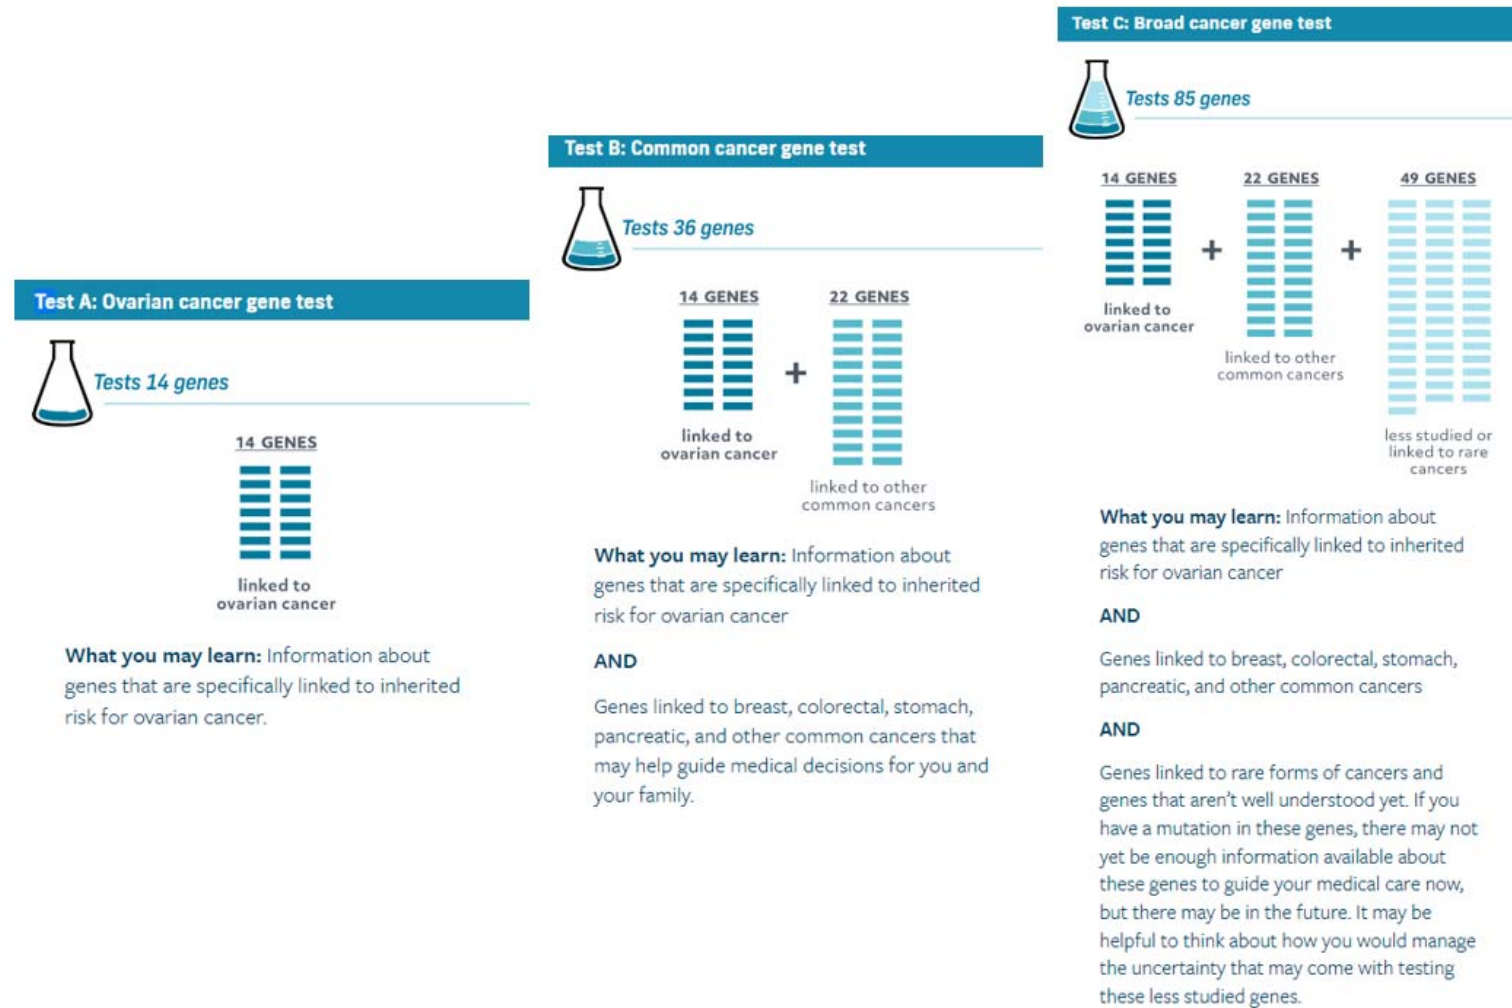 Test A: Ovarian cancer gene test
Tests 14 genes
14 GENES
linked to
ovarian cancer
What you may learn: Information about
genes that are specifically linked to inherited
risk for ovarian cancer.
Test B: Common cancer gene test
Tests 36 genes
14 GENES
linked to
ovarian cancer
+
22 GENES
linked to other
common cancers
What you may learn: Information about
genes that are specifically linked to inherited
risk for ovarian cancer
AND
Genes linked to breast, colorectal, stomach,
pancreatic, and other common cancers that
may help guide medical decisions for you and
your family.
Test C: Broad cancer gene test
Tests 85 genes
14 GENES
linked to
ovarian cancer
+
22 GENES
linked to other
common cancers
+
49 GENES
less studied or
linked to rare
cancers
What you may learn: Information about
genes that are specifically linked to inherited
risk for ovarian cancer
AND
Genes linked to breast, colorectal, stomach,
pancreatic, and other common cancers
AND
Genes linked to rare forms of cancers and
genes that aren't well understood yet. If you
have a mutation in these genes, there may not
yet be enough information available about
these genes to guide your medical care now,
but there may be in the future. It may be
helpful to think about how you would manage
the uncertainty that may come with testing
these less studied genes.